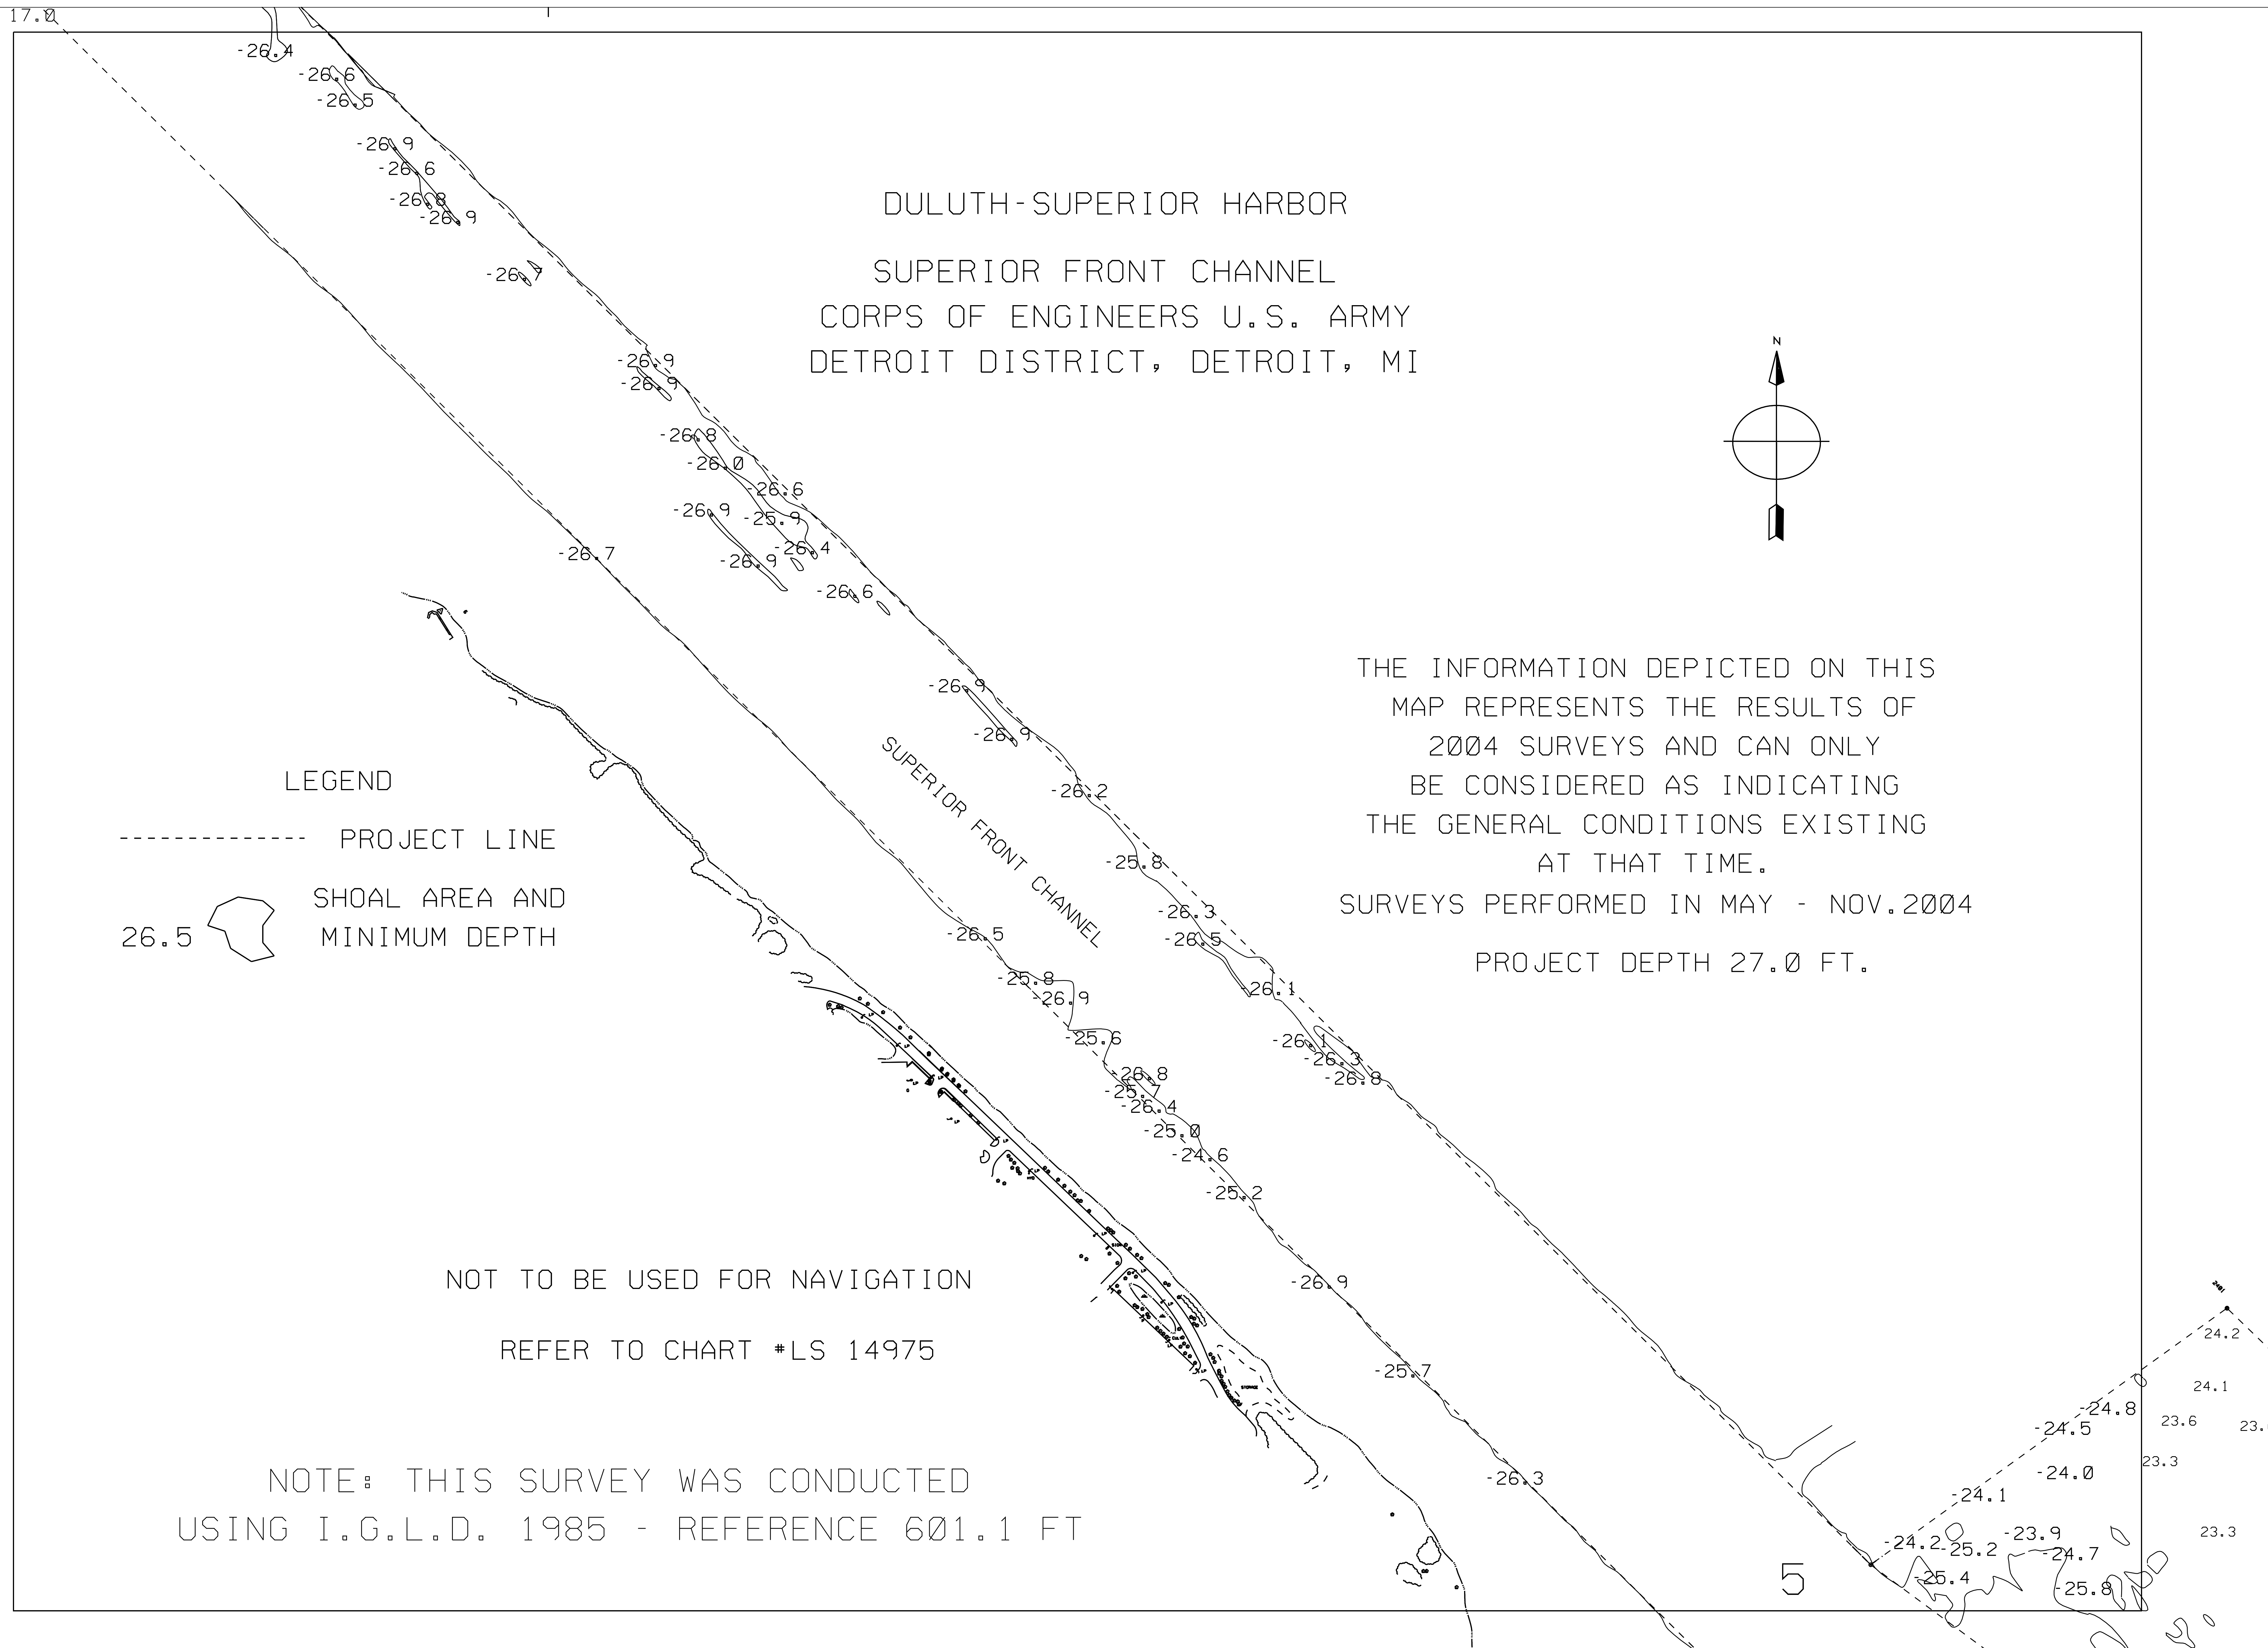 17.0
-26.4
-26.6
-26.5
-26.9
-26.6
-26.8
-26.9
-26.7
DULUTH-SUPERIOR HARBOR
SUPERIOR FRONT CHANNEL
CORPS OF ENGINEERS U.S. ARMY
DETROIT DISTRICT, DETROIT, MI
N
-26.9
-26.9
-26.8
-26.0
-26.6
-26.9
-25.9
-26.4
-26.9
-26.7
-26.6
-26.9
-26.9
THE INFORMATION DEPICTED ON THIS
MAP REPRESENTS THE RESULTS OF
2004 SURVEYS AND CAN ONLY
BE CONSIDERED AS INDICATING
THE GENERAL CONDITIONS EXISTING
AT THAT TIME.
SURVEYS PERFORMED IN MAY - NOV.2004
PROJECT DEPTH 27.0 FT.
LEGEND
PROJECT LINE
SHOAL AREA AND
26.5 MINIMUM DEPTH
SUPERIOR FRONT CHANNEL
-26.2
-25.8
-26.3
-26.5
-26.5
-25.8
-26.9
-26.1
-25.6
-26.1
-26.3
-26.8
-26.8
-25.7
-26.4
-25.0
-24.6
-25.2
-26.9
-25.7
-26.3
NOT TO BE USED FOR NAVIGATION
REFER TO CHART #LS 14975
STORAGE
NOTE: THIS SURVEY WAS CONDUCTED
USING I.G.L.D. 1985 - REFERENCE 601.1 FT
24.2
24.1
-24.8
23.6
-24.5
23.3
-24.0
-24.1
23.3
-23.9
-24.2
-25.2
-24.7
-25.4
-25.8
5